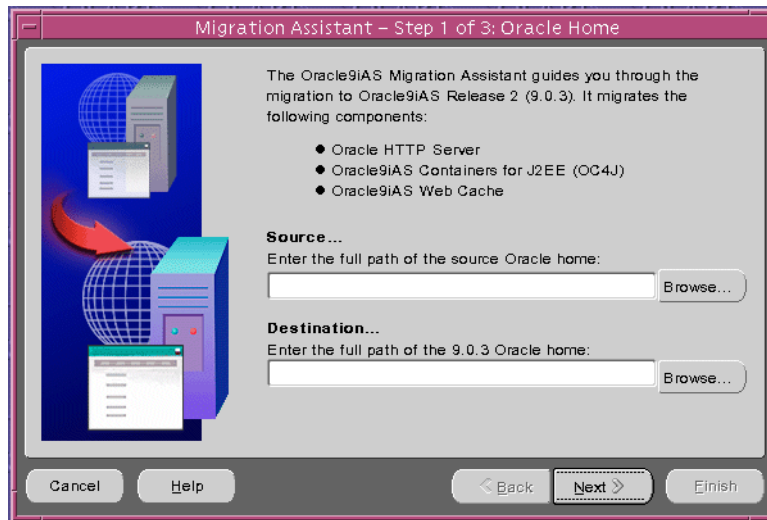 Migration Assistant – Step 1 of 3: Oracle Home
The Oracle9iAS Migration Assistant guides you through the
migration to Oracle9iAS Release 2 (9.0.3). It migrates the
following components:
● Oracle HTTP Server
● Oracle9iAS Containers for J2EE (OC4J)
● Oracle9iAS Web Cache
Source...
Enter the full path of the source Oracle home:
Browse...
Destination...
Enter the full path of the 9.0.3 Oracle home:
Browse...
Cancel
Help
Back
Next
Finish